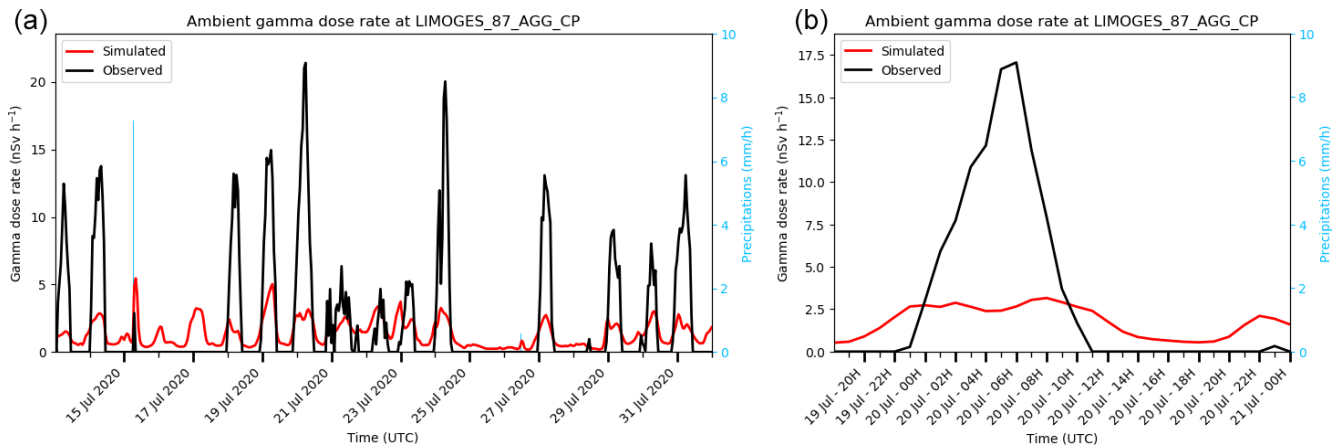 (a)
Ambient gamma dose rate at LIMOGES_87_AGG_CP
Simulated
Observed
Gamma dose rate (nSv h⁻¹)
20
15
10
5
0
10
8
6
4
2
0
Precipitations (mm/h)
15 Jul 2020
17 Jul 2020
19 Jul 2020
21 Jul 2020
23 Jul 2020
25 Jul 2020
27 Jul 2020
29 Jul 2020
31 Jul 2020
Time (UTC)
(b)
Ambient gamma dose rate at LIMOGES_87_AGG_CP
Simulated
Observed
Gamma dose rate (nSv h⁻¹)
17.5
15.0
12.5
10.0
7.5
5.0
2.5
0.0
10
8
6
4
2
0
Precipitations (mm/h)
19 Jul - 20H
19 Jul - 22H
20 Jul - 00H
20 Jul - 02H
20 Jul - 04H
20 Jul - 06H
20 Jul - 08H
20 Jul - 10H
20 Jul - 12H
20 Jul - 14H
20 Jul - 16H
20 Jul - 18H
20 Jul - 20H
20 Jul - 22H
21 Jul - 00H
Time (UTC)